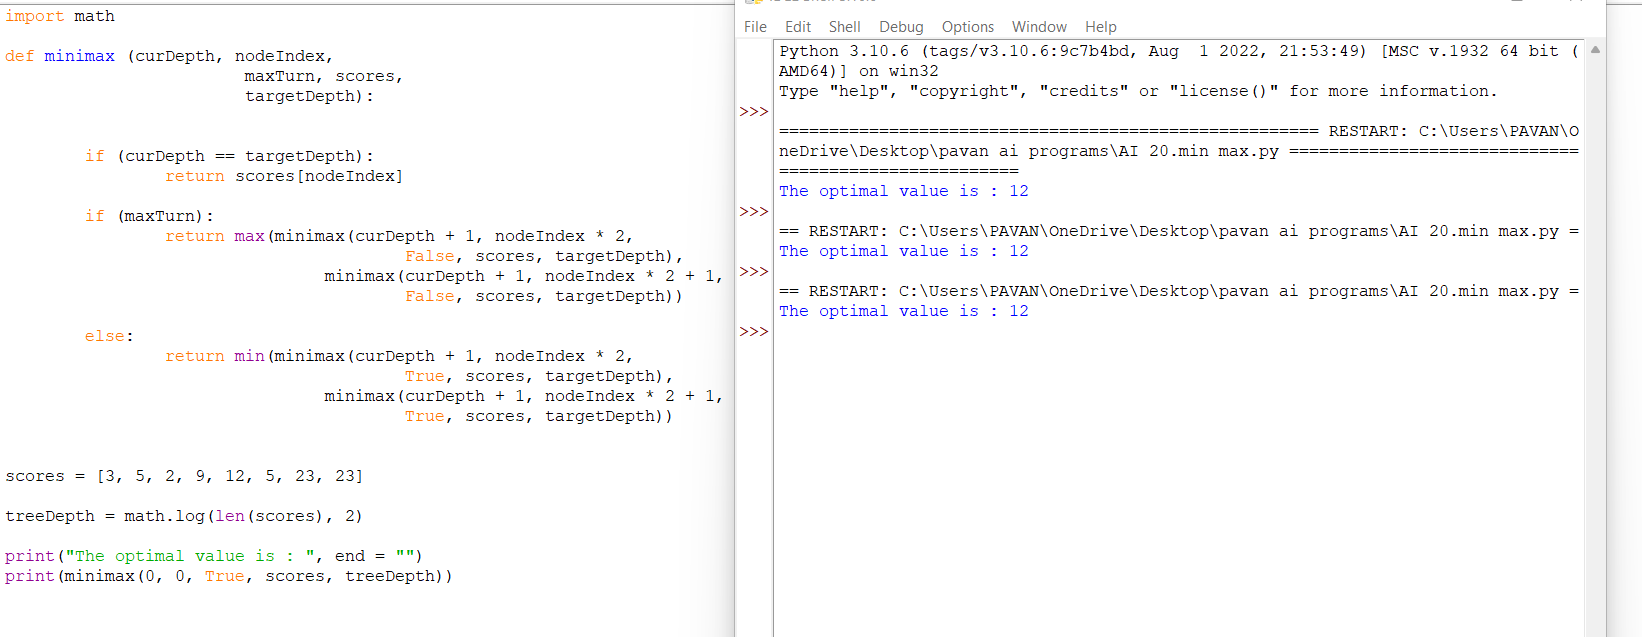 import math
def minimax (curDepth, nodeIndex,
maxTurn, scores,
targetDepth):
if (curDepth == targetDepth):
return scores[nodeIndex]
if (maxTurn):
return max(minimax(curDepth + 1, nodeIndex * 2,
False, scores, targetDepth),
minimax(curDepth + 1, nodeIndex * 2 + 1,
False, scores, targetDepth))
else:
return min(minimax(curDepth + 1, nodeIndex * 2,
True, scores, targetDepth),
minimax(curDepth + 1, nodeIndex * 2 + 1,
True, scores, targetDepth))
scores = [3, 5, 2, 9, 12, 5, 23, 23]
treeDepth = math.log(len(scores), 2)
print("The optimal value is : ", end = "")
print(minimax(0, 0, True, scores, treeDepth))
File Edit Shell Debug Options Window Help
Python 3.10.6 (tags/v3.10.6:9c7b4bd, Aug  1 2022, 21:53:49) [MSC v.1932 64 bit (
AMD64)] on win32
Type "help", "copyright", "credits" or "license()" for more information.
>>>
====================================================== RESTART: C:\Users\PAVAN\O
neDrive\Desktop\pavan ai programs\AI 20.min max.py =============================
========================
The optimal value is : 12
>>>
== RESTART: C:\Users\PAVAN\OneDrive\Desktop\pavan ai programs\AI 20.min max.py =
The optimal value is : 12
>>>
== RESTART: C:\Users\PAVAN\OneDrive\Desktop\pavan ai programs\AI 20.min max.py =
The optimal value is : 12
>>>